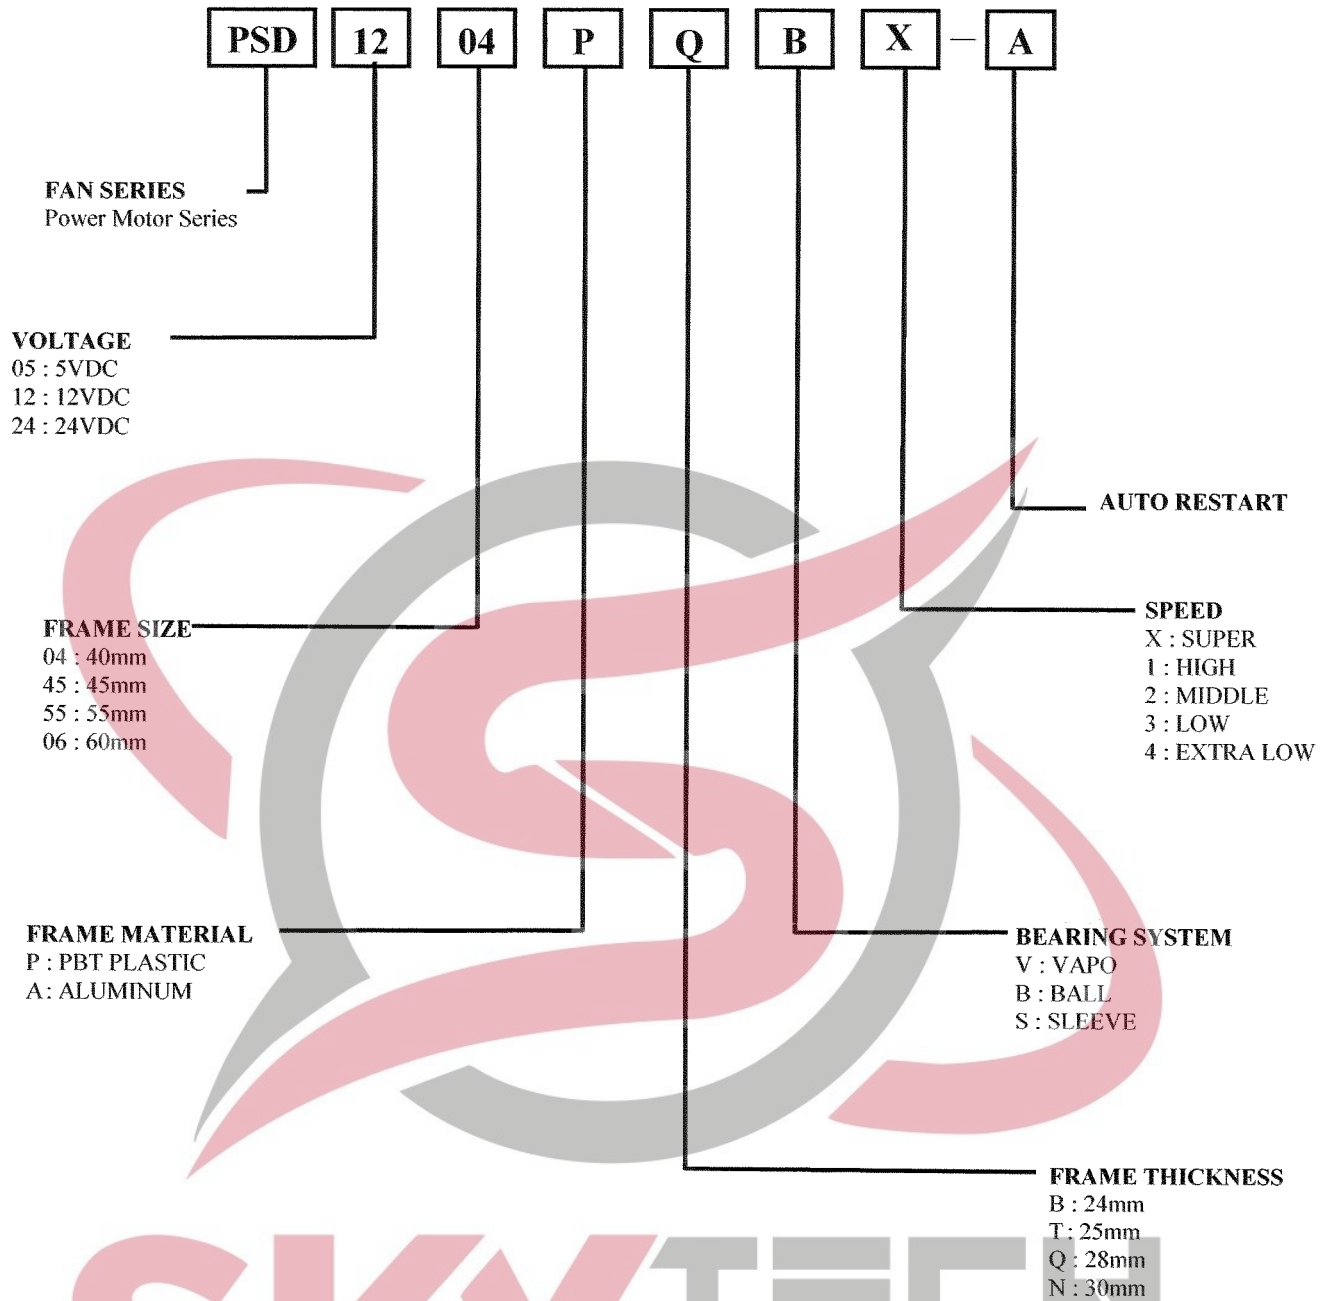 PSD 12 04 P Q B X — A
FAN SERIES
Power Motor Series
VOLTAGE
05 : 5VDC
12 : 12VDC
24 : 24VDC
AUTO RESTART
FRAME SIZE
04 : 40mm
45 : 45mm
55 : 55mm
06 : 60mm
SPEED
X : SUPER
1 : HIGH
2 : MIDDLE
3 : LOW
4 : EXTRA LOW
FRAME MATERIAL
P : PBT PLASTIC
A : ALUMINUM
BEARING SYSTEM
V : VAPO
B : BALL
S : SLEEVE
FRAME THICKNESS
B : 24mm
T : 25mm
Q : 28mm
N : 30mm
SKYTECH